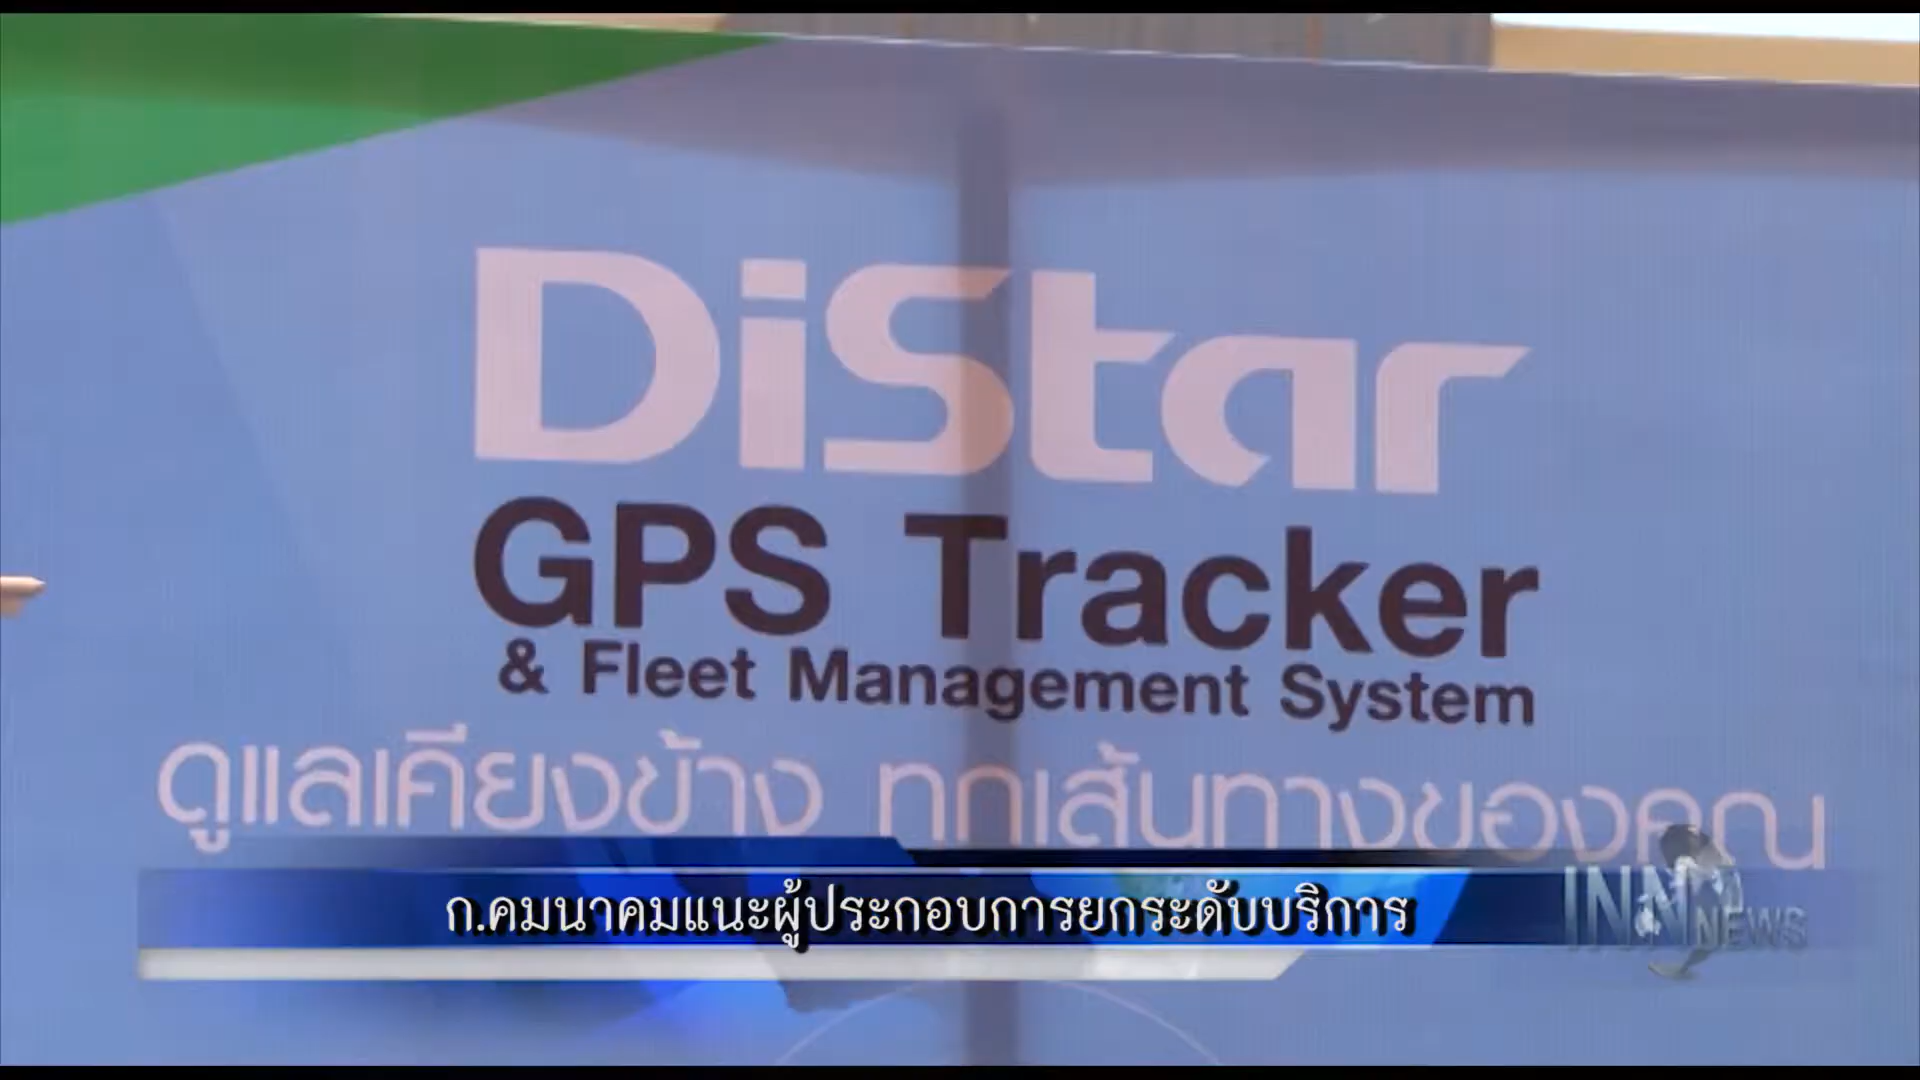 DiStar
GPS Tracker
& Fleet Management System
ดูแลเคียงข้าง ทุกเส้นทางของคุณ
ก.คมนาคมแนะผู้ประกอบการยกระดับบริการ
INN NEWS